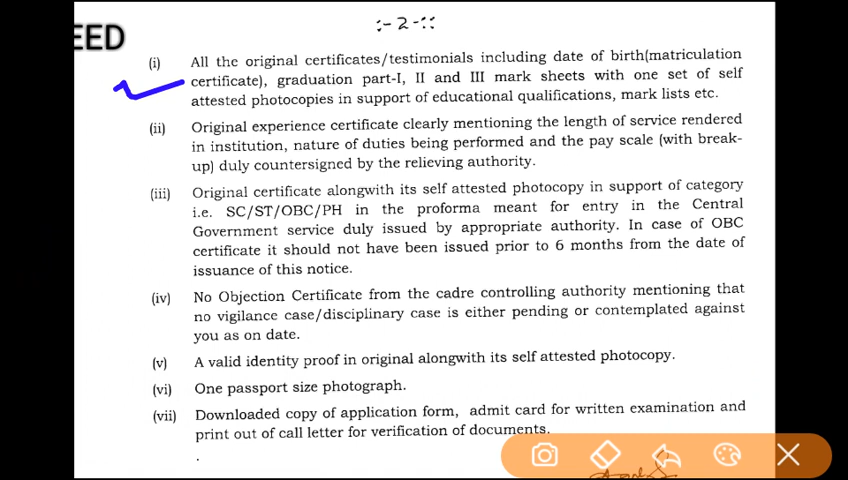 :- 2 -::
EED
(i) All the original certificates/testimonials including date of birth(matriculation
certificate), graduation part-I, II and III mark sheets with one set of self
attested photocopies in support of educational qualifications, mark lists etc.
(ii) Original experience certificate clearly mentioning the length of service rendered
in institution, nature of duties being performed and the pay scale (with break-
up) duly countersigned by the relieving authority.
(iii) Original certificate alongwith its self attested photocopy in support of category
i.e. SC/ST/OBC/PH in the proforma meant for entry in the Central
Government service duly issued by appropriate authority. In case of OBC
certificate it should not have been issued prior to 6 months from the date of
issuance of this notice.
(iv) No Objection Certificate from the cadre controlling authority mentioning that
no vigilance case/disciplinary case is either pending or contemplated against
you as on date.
(v) A valid identity proof in original alongwith its self attested photocopy.
(vi) One passport size photograph.
(vii) Downloaded copy of application form, admit card for written examination and
print out of call letter for verification of documents.
.